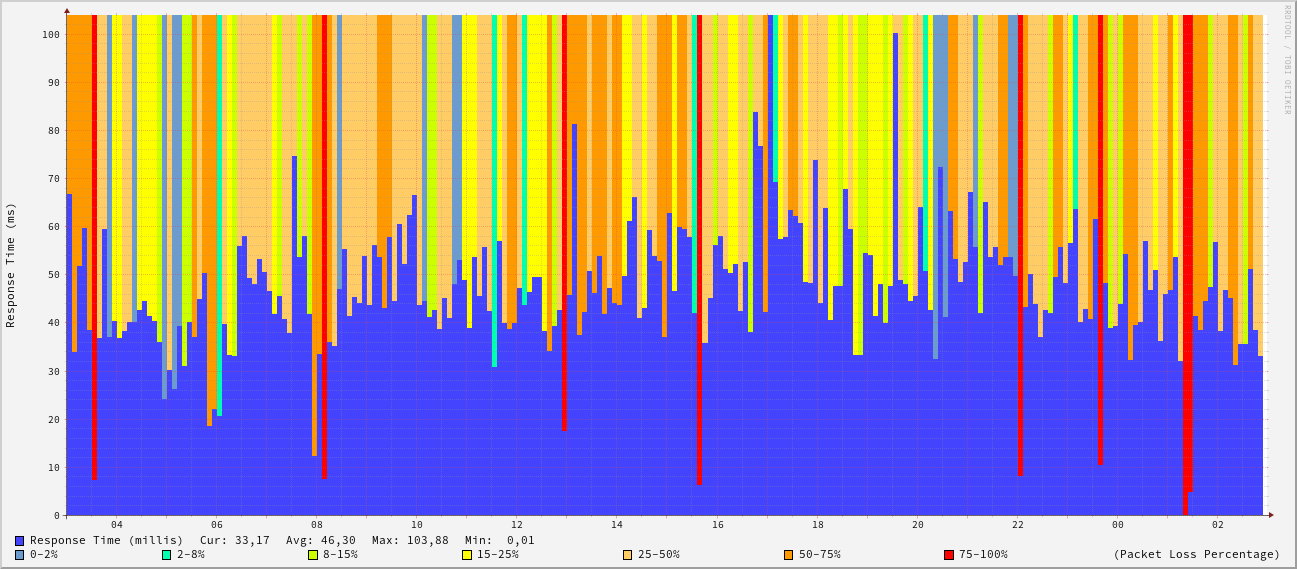 RRDTOOL / TOBI OETIKER
Response Time (ms)
100
90
80
70
60
50
40
30
20
10
0
04 06 08 10 12 14 16 18 20 22 00 02
Response Time (millis) Cur: 33,17 Avg: 46,30 Max: 103,88 Min: 0,01
0-2% 2-8% 8-15% 15-25% 25-50% 50-75% 75-100% (Packet Loss Percentage)